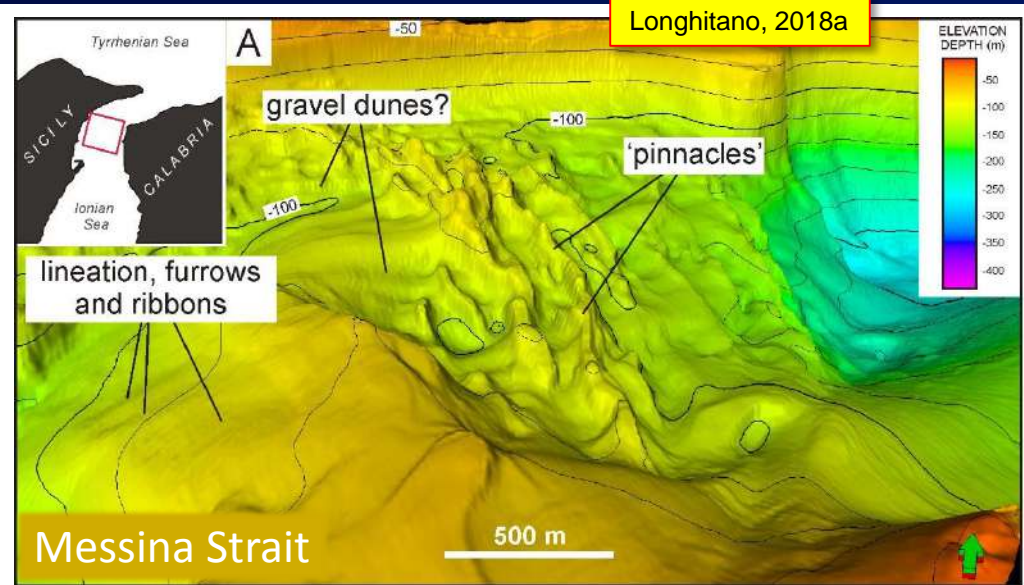 Longhitano, 2018a
Tyrrhenian Sea
A
SICILY
CALABRIA
Ionian
Sea
-50
gravel dunes?
-100
'pinnacles'
-100
lineation, furrows
and ribbons
ELEVATION
DEPTH (m)
-50
-100
-150
-200
-250
-300
-350
-400
Messina Strait
500 m